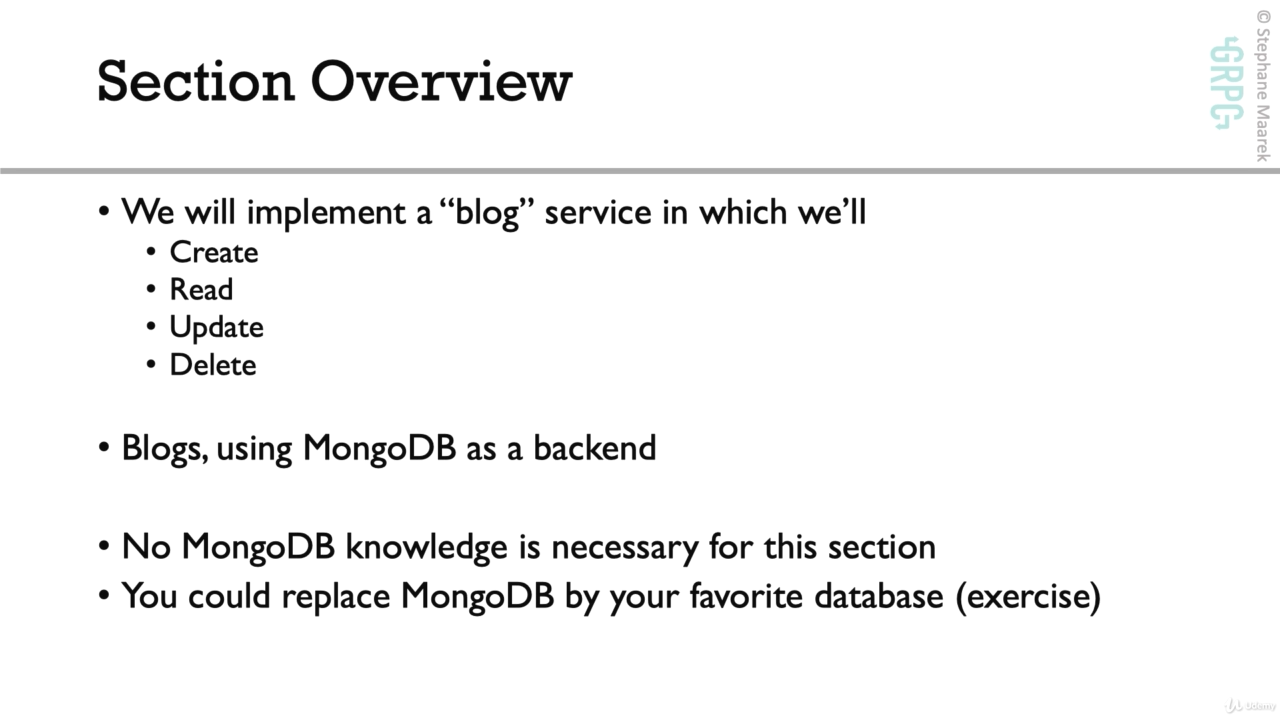 Section Overview
© Stephane Maarek
GRPC
• We will implement a “blog” service in which we’ll
• Create
• Read
• Update
• Delete
• Blogs, using MongoDB as a backend
• No MongoDB knowledge is necessary for this section
• You could replace MongoDB by your favorite database (exercise)
Udemy